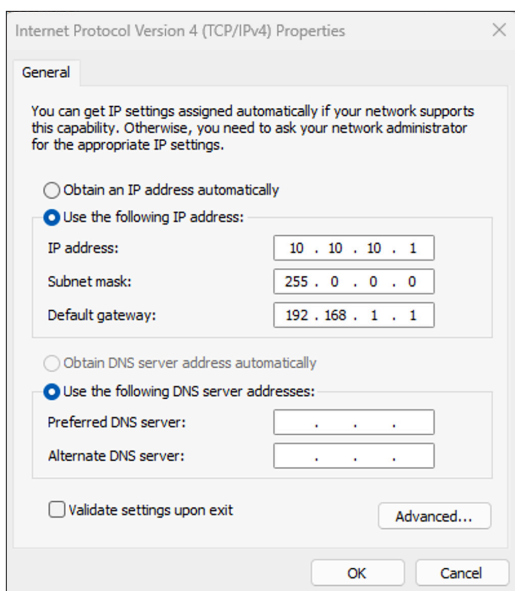 Internet Protocol Version 4 (TCP/IPv4) Properties
General
You can get IP settings assigned automatically if your network supports
this capability. Otherwise, you need to ask your network administrator
for the appropriate IP settings.
Obtain an IP address automatically
Use the following IP address:
IP address: 10 . 10 . 10 . 1
Subnet mask: 255 . 0 . 0 . 0
Default gateway: 192 . 168 . 1 . 1
Obtain DNS server address automatically
Use the following DNS server addresses:
Preferred DNS server: . . .
Alternate DNS server: . . .
Validate settings upon exit
Advanced...
OK Cancel